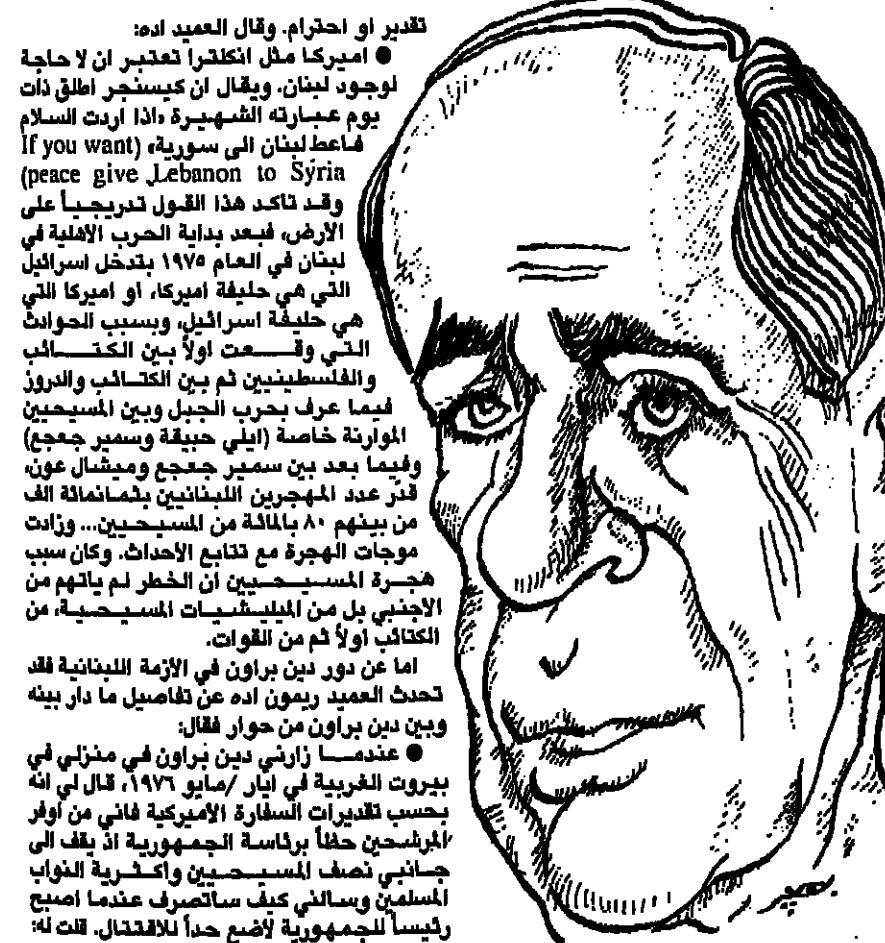 تقدير او احترام. وقال العميد اده:
● اميركا مثل انكلترا تعتبر ان لا حاجة
لوجود لبنان. ويقال ان كيسنجر اطلق ذات
يوم عبارته الشهيرة «اذا اردت السلام
فاعط لبنان الى سورية» (If you want
peace give Lebanon to Syria)
وقد تاكد هذا القول تدريجياً على
الأرض، فبعد بداية الحرب الاهلية في
لبنان في العام ١٩٧٥ بتدخل اسرائيل
التي هي حليفة اميركا، او اميركا التي
هي حليفة اسرائيل، وبسبب الحوادث
التي وقعت اولاً بين الكتائب
والفلسطينيين ثم بين الكتائب والدروز
فيما عرف بحرب الجبل وبين المسيحيين
الموارنة خاصة (ايلي حبيقة وسمير جعجع)
وفيما بعد بين سمير جعجع وميشال عون،
قدّر عدد المهجرين اللبنانيين بثمانمائة الف
من بينهم ٨٠ بالمائة من المسيحيين... وزادت
موجات الهجرة مع تتابع الأحداث. وكان سبب
هجرة المسيحيين ان الخطر لم ياتهم من
الاجنبي بل من الميليشيات المسيحية، من
الكتائب اولاً ثم من القوات.
اما عن دور دين براون في الأزمة اللبنانية فقد
تحدث العميد ريمون اده عن تفاصيل ما دار بينه
وبين دين براون من حوار فقال:
● عندما زارني دين براون في منزلي في
بيروت الغربية في ايار /مايو ١٩٧٦، قال لي انه
بحسب تقديرات السفارة الأميركية فاني من اوفر
المرشحين حظاً برئاسة الجمهورية اذ يقف الى
جانبي نصف المسيحيين واكثرية النواب
المسلمين وسالني كيف ساتصرف عندما اصبح
رئيساً للجمهورية لأضع حداً للاقتتال. قلت له: